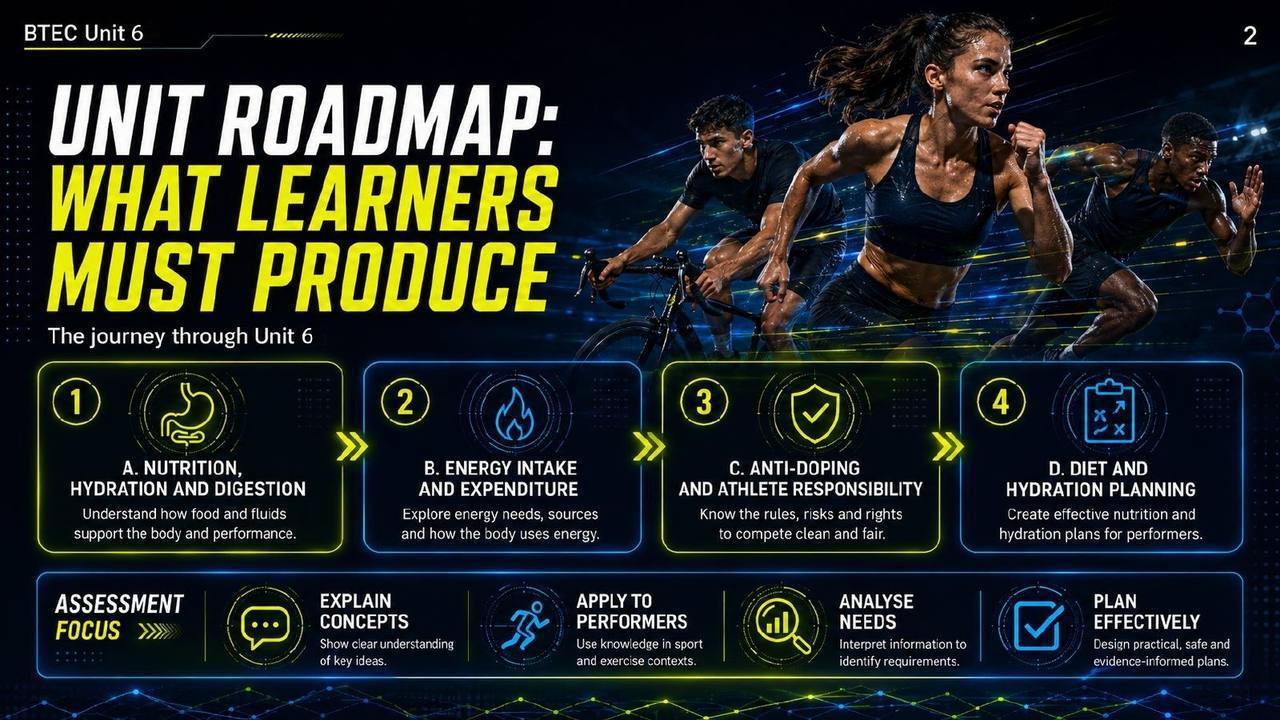 BTEC Unit 6
2
UNIT ROADMAP:
WHAT LEARNERS
MUST PRODUCE
The journey through Unit 6
1
A. NUTRITION,
HYDRATION AND DIGESTION
Understand how food and fluids
support the body and performance.
2
B. ENERGY INTAKE
AND EXPENDITURE
Explore energy needs, sources
and how the body uses energy.
3
C. ANTI-DOPING
AND ATHLETE RESPONSIBILITY
Know the rules, risks and rights
to compete clean and fair.
4
D. DIET AND
HYDRATION PLANNING
Create effective nutrition and
hydration plans for performers.
ASSESSMENT
FOCUS
EXPLAIN
CONCEPTS
Show clear understanding
of key ideas.
APPLY TO
PERFORMERS
Use knowledge in sport
and exercise contexts.
ANALYSE
NEEDS
Interpret information to
identify requirements.
PLAN
EFFECTIVELY
Design practical, safe and
evidence-informed plans.